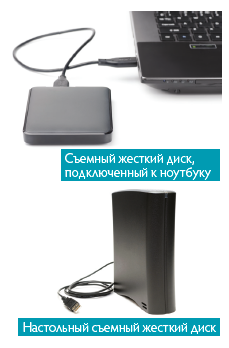 Съемный жесткий диск,
подключенный к ноутбуку
Настольный съемный жесткий диск